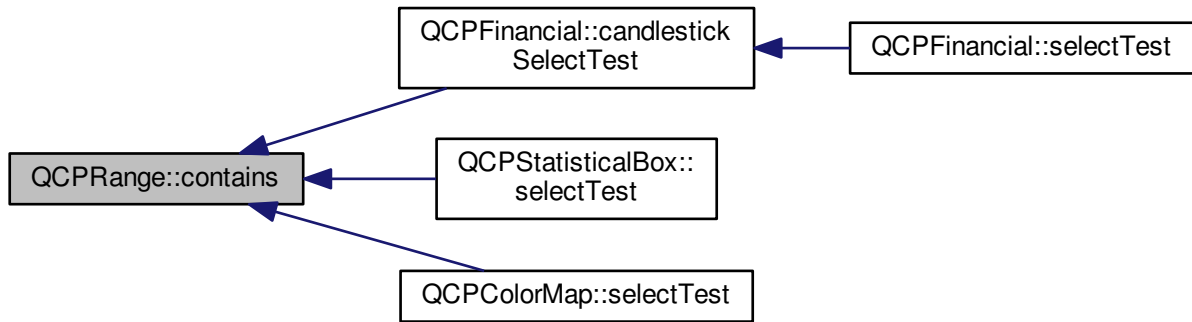 QCPFinancial::candlestick
SelectTest
QCPFinancial::selectTest
QCPRange::contains
QCPStatisticalBox::
selectTest
QCPColorMap::selectTest